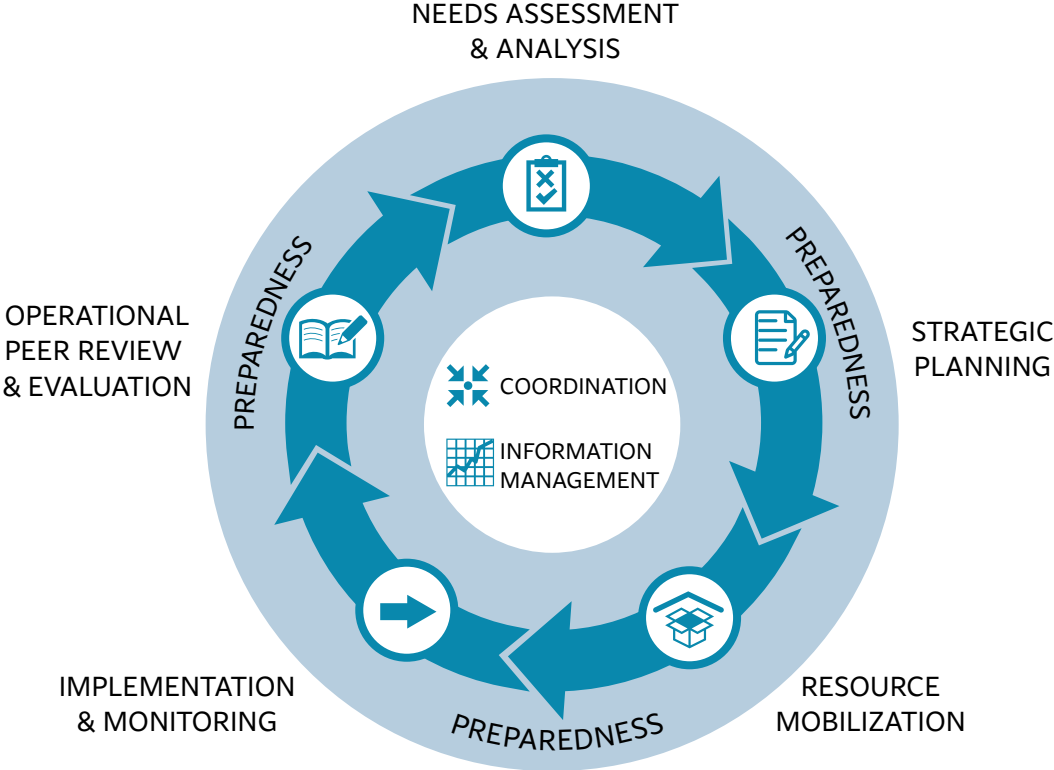 NEEDS ASSESSMENT
& ANALYSIS
PREPAREDNESS
PREPAREDNESS
OPERATIONAL
PEER REVIEW
& EVALUATION
STRATEGIC
PLANNING
COORDINATION
INFORMATION
MANAGEMENT
IMPLEMENTATION
& MONITORING
RESOURCE
MOBILIZATION
PREPAREDNESS